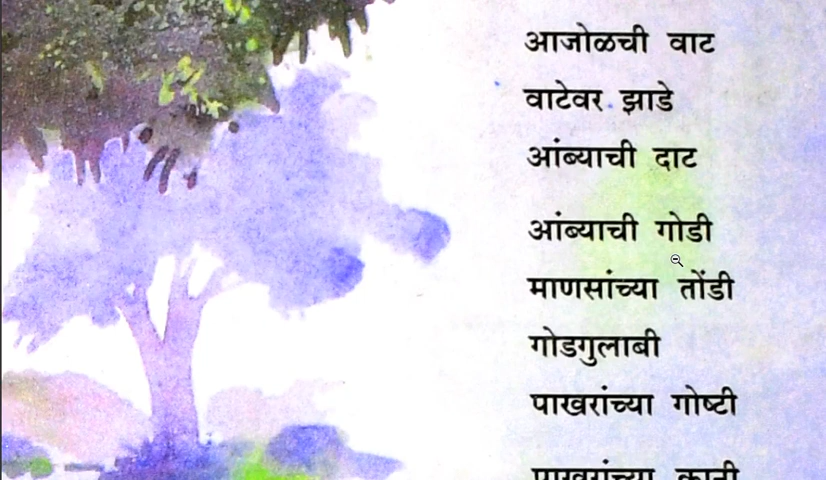 आजोळची वाट
वाटेवर झाडे
आंब्याची दाट
आंब्याची गोडी
माणसांच्या तोंडी
गोडगुलाबी
पाखरांच्या गोष्टी